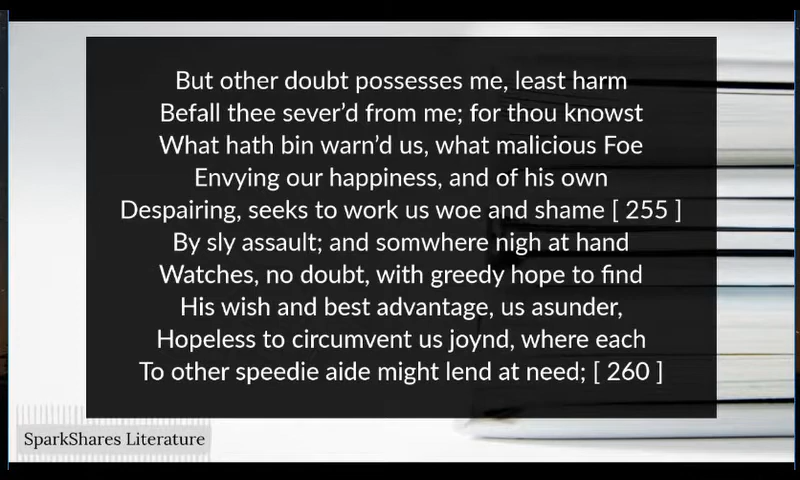 But other doubt possesses me, least harm
Befall thee sever’d from me; for thou knowst
What hath bin warn’d us, what malicious Foe
Envying our happiness, and of his own
Despairing, seeks to work us woe and shame [ 255 ]
By sly assault; and somwhere nigh at hand
Watches, no doubt, with greedy hope to find
His wish and best advantage, us asunder,
Hopeless to circumvent us joynd, where each
To other speedie aide might lend at need; [ 260 ]
SparkShares Literature